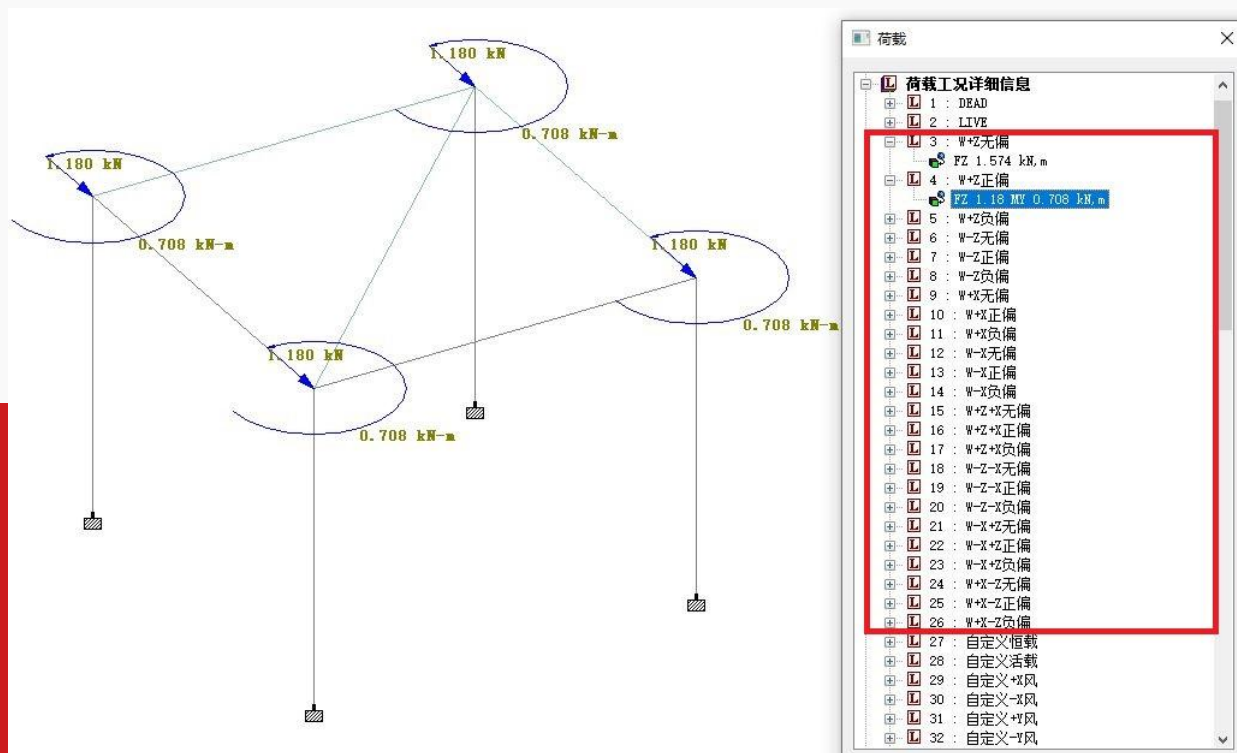 1.180 kN
0.708 kN-m
1.180 kN
0.708 kN-m
1.180 kN
0.708 kN-m
1.180 kN
0.708 kN-m
荷载
荷载工况详细信息
1 : DEAD
2 : LIVE
3 : W+Z无偏
FZ 1.574 kN,m
4 : W+Z正偏
FZ 1.18 MY 0.708 kN,m
5 : W+Z负偏
6 : W-Z无偏
7 : W-Z正偏
8 : W-Z负偏
9 : W+X无偏
10 : W+X正偏
11 : W+X负偏
12 : W-X无偏
13 : W-X正偏
14 : W-X负偏
15 : W+Z+X无偏
16 : W+Z+X正偏
17 : W+Z+X负偏
18 : W-Z-X无偏
19 : W-Z-X正偏
20 : W-Z-X负偏
21 : W-X+Z无偏
22 : W-X+Z正偏
23 : W-X+Z负偏
24 : W+X-Z无偏
25 : W+X-Z正偏
26 : W+X-Z负偏
27 : 自定义恒载
28 : 自定义活载
29 : 自定义+X风
30 : 自定义-X风
31 : 自定义+Y风
32 : 自定义-Y风